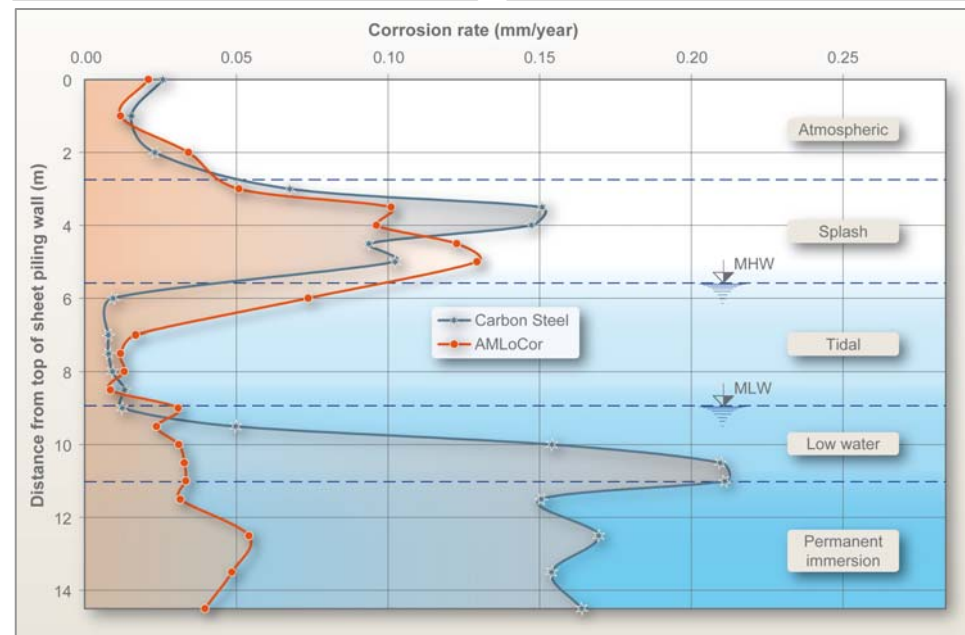 Corrosion rate (mm/year)
0.00 0.05 0.10 0.15 0.20 0.25
Distance from top of sheet piling wall (m)
0
2
4
6
8
10
12
14
Atmospheric
Splash
MHW
Carbon Steel
AMLoCor
Tidal
MLW
Low water
Permanent
immersion